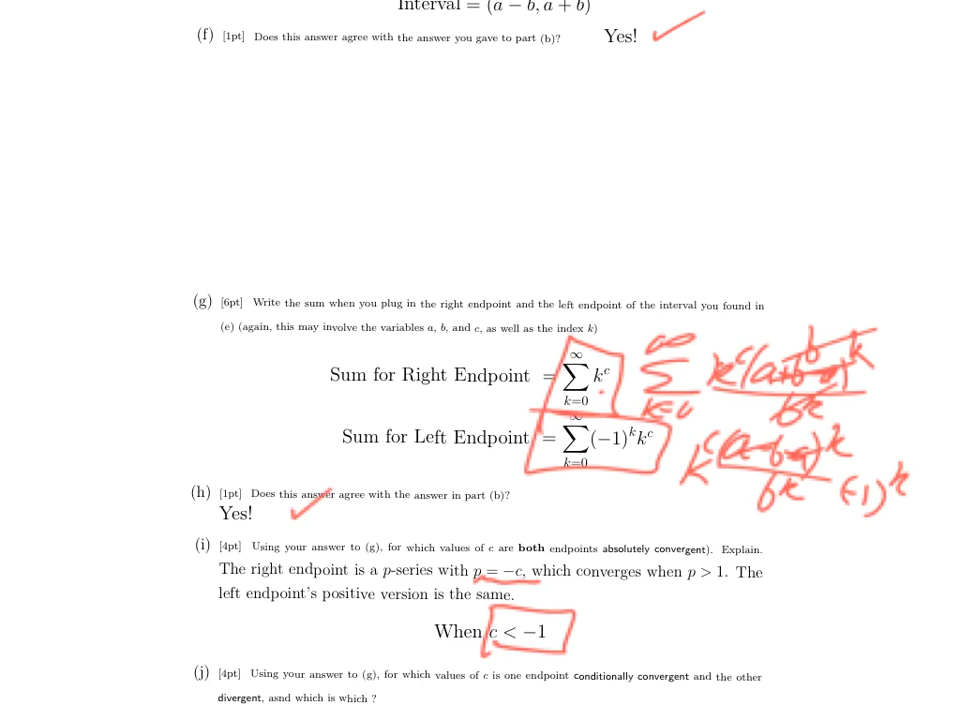 Interval = (a − b, a + b)
(f) [1pt] Does this answer agree with the answer you gave to part (b)? Yes!
(g) [6pt] Write the sum when you plug in the right endpoint and the left endpoint of the interval you found in
(e) (again, this may involve the variables a, b, and c, as well as the index k)
Sum for Right Endpoint = ∞∑k=0 k^c
Sum for Left Endpoint = ∞∑k=0 (−1)^k k^c
(h) [1pt] Does this answer agree with the answer in part (b)?
Yes!
(i) [4pt] Using your answer to (g), for which values of c are both endpoints absolutely convergent). Explain.
The right endpoint is a p-series with p = −c, which converges when p > 1. The
left endpoint's positive version is the same.
When c < −1
(j) [4pt] Using your answer to (g), for which values of c is one endpoint conditionally convergent and the other
divergent, asnd which is which ?